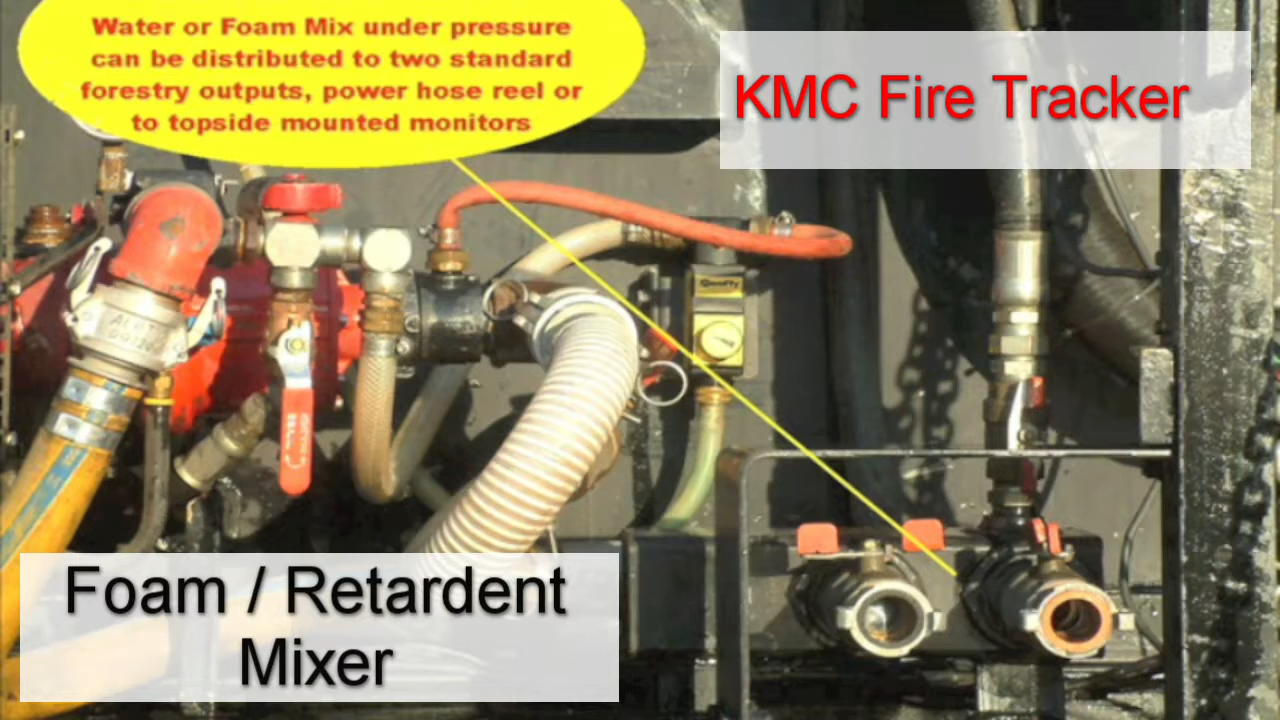 Water or Foam Mix under pressure
can be distributed to two standard
forestry outputs, power hose reel or
to topside mounted monitors
KMC Fire Tracker
Foam / Retardent
Mixer